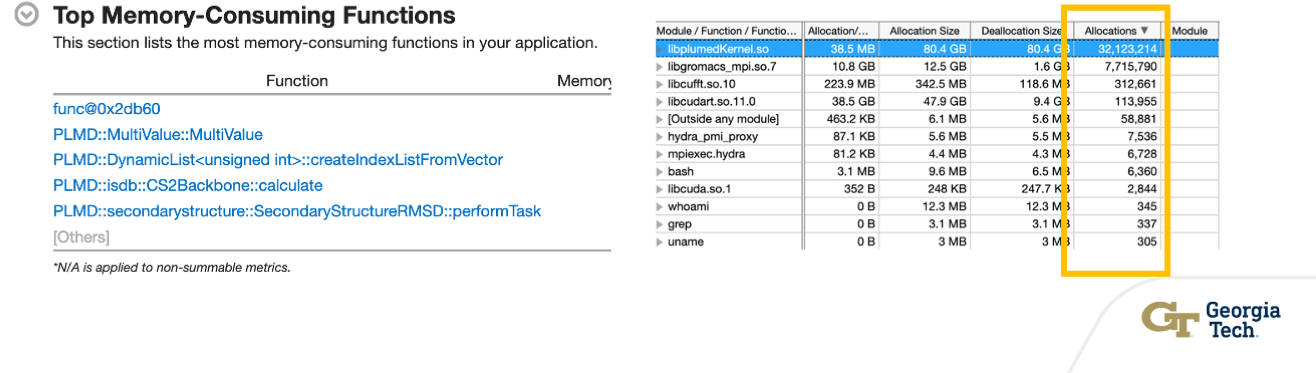 Top Memory-Consuming Functions
This section lists the most memory-consuming functions in your application.
Function Memory
func@0x2db60
PLMD::MultiValue::MultiValue
PLMD::DynamicList<unsigned int>::createIndexListFromVector
PLMD::isdb::CS2Backbone::calculate
PLMD::secondarystructure::SecondaryStructureRMSD::performTask
[Others]
*N/A is applied to non-summable metrics.
Module / Function / Functio... Allocation/... Allocation Size Deallocation Size Allocations ▼ Module
libplumedKernel.so 38.5 MB 80.4 GB 80.4 GB 32,123,214
libgromacs_mpi.so.7 10.8 GB 12.5 GB 1.6 GB 7,715,790
libcufft.so.10 223.9 MB 342.5 MB 118.6 MB 312,661
libcudart.so.11.0 38.5 GB 47.9 GB 9.4 GB 113,955
[Outside any module] 463.2 KB 6.1 MB 5.6 MB 58,881
hydra_pmi_proxy 87.1 KB 5.6 MB 5.5 MB 7,536
mpiexec.hydra 81.2 KB 4.4 MB 4.3 MB 6,728
bash 3.1 MB 9.6 MB 6.5 MB 6,360
libcuda.so.1 352 B 248 KB 247.7 KB 2,844
whoami 0 B 12.3 MB 12.3 MB 345
grep 0 B 3.1 MB 3.1 MB 337
uname 0 B 3 MB 3 MB 305
GT Georgia
Tech